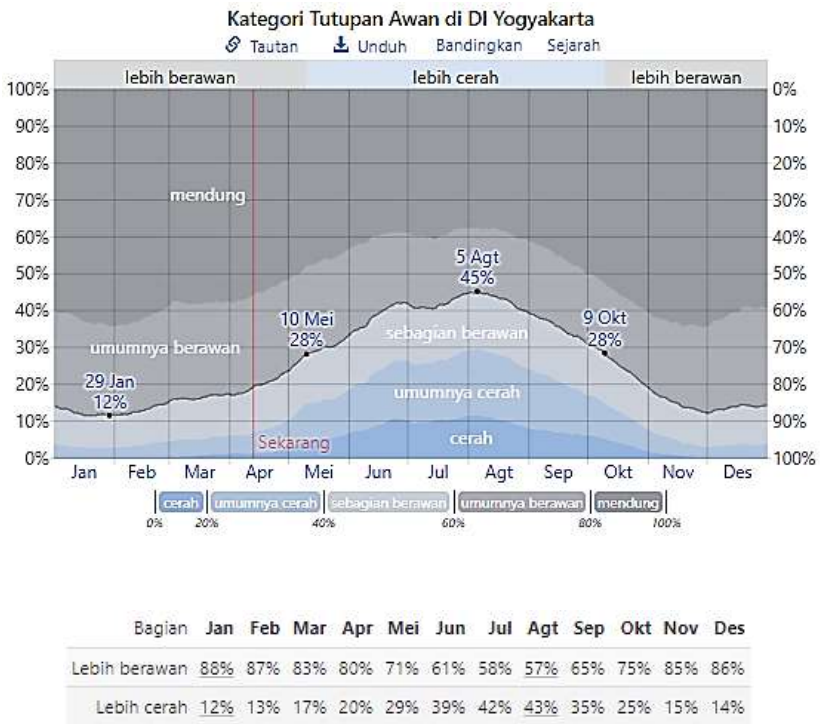 Kategori Tutupan Awan di DI Yogyakarta
Tautan Unduh Bandingkan Sejarah
lebih berawan lebih cerah lebih berawan
100% 0%
90% 10%
80% 20%
mendung
70% 30%
60% 40%
5 Agt
50% 45% 50%
40% 60%
10 Mei 9 Okt
sebagian berawan
28% 28%
umumnya berawan
30% 70%
29 Jan
20% 80%
12% umumnya cerah
10% 90%
Sekarang cerah
0% 100%
Jan Feb Mar Apr Mei Jun Jul Agt Sep Okt Nov Des
cerah umumnya cerah sebagian berawan umumnya berawan mendung
0% 20% 40% 60% 80% 100%
Bagian Jan Feb Mar Apr Mei Jun Jul Agt Sep Okt Nov Des
Lebih berawan 88% 87% 83% 80% 71% 61% 58% 57% 65% 75% 85% 86%
Lebih cerah 12% 13% 17% 20% 29% 39% 42% 43% 35% 25% 15% 14%